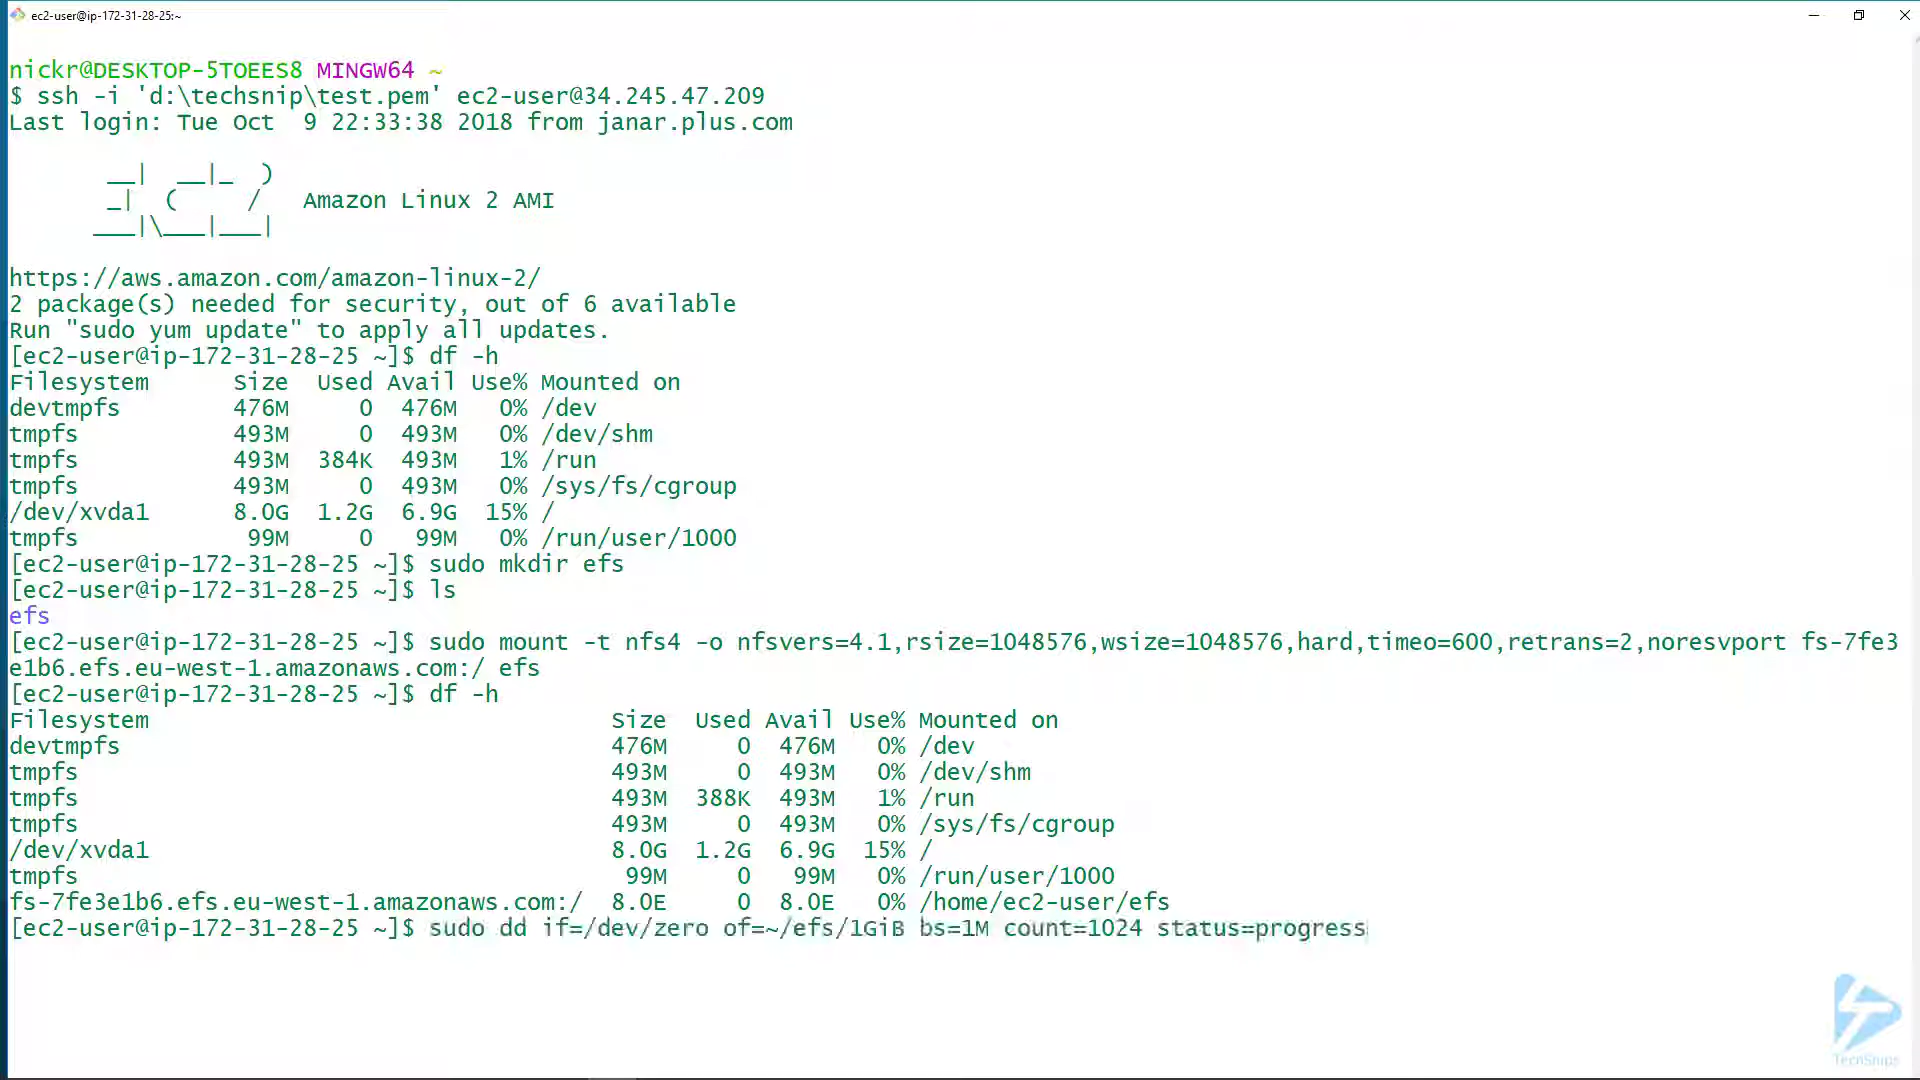 ec2-user@ip-172-31-28-25:~
nickr@DESKTOP-5TOEES8 MINGW64 ~
$ ssh -i 'd:\techsnip\test.pem' ec2-user@34.245.47.209
Last login: Tue Oct  9 22:33:38 2018 from janar.plus.com
       __|  __|_  )
       _|  (     /   Amazon Linux 2 AMI
      ___|\___|___|
https://aws.amazon.com/amazon-linux-2/
2 package(s) needed for security, out of 6 available
Run "sudo yum update" to apply all updates.
[ec2-user@ip-172-31-28-25 ~]$ df -h
Filesystem      Size  Used Avail Use% Mounted on
devtmpfs        476M     0  476M   0% /dev
tmpfs           493M     0  493M   0% /dev/shm
tmpfs           493M  384K  493M   1% /run
tmpfs           493M     0  493M   0% /sys/fs/cgroup
/dev/xvda1      8.0G  1.2G  6.9G  15% /
tmpfs            99M     0   99M   0% /run/user/1000
[ec2-user@ip-172-31-28-25 ~]$ sudo mkdir efs
[ec2-user@ip-172-31-28-25 ~]$ ls
efs
[ec2-user@ip-172-31-28-25 ~]$ sudo mount -t nfs4 -o nfsvers=4.1,rsize=1048576,wsize=1048576,hard,timeo=600,retrans=2,noresvport fs-7fe3
e1b6.efs.eu-west-1.amazonaws.com:/ efs
[ec2-user@ip-172-31-28-25 ~]$ df -h
Filesystem                                 Size  Used Avail Use% Mounted on
devtmpfs                                   476M     0  476M   0% /dev
tmpfs                                      493M     0  493M   0% /dev/shm
tmpfs                                      493M  388K  493M   1% /run
tmpfs                                      493M     0  493M   0% /sys/fs/cgroup
/dev/xvda1                                 8.0G  1.2G  6.9G  15% /
tmpfs                                       99M     0   99M   0% /run/user/1000
fs-7fe3e1b6.efs.eu-west-1.amazonaws.com:/  8.0E     0  8.0E   0% /home/ec2-user/efs
[ec2-user@ip-172-31-28-25 ~]$ sudo dd if=/dev/zero of=~/efs/1GiB bs=1M count=1024 status=progress
TechSnips